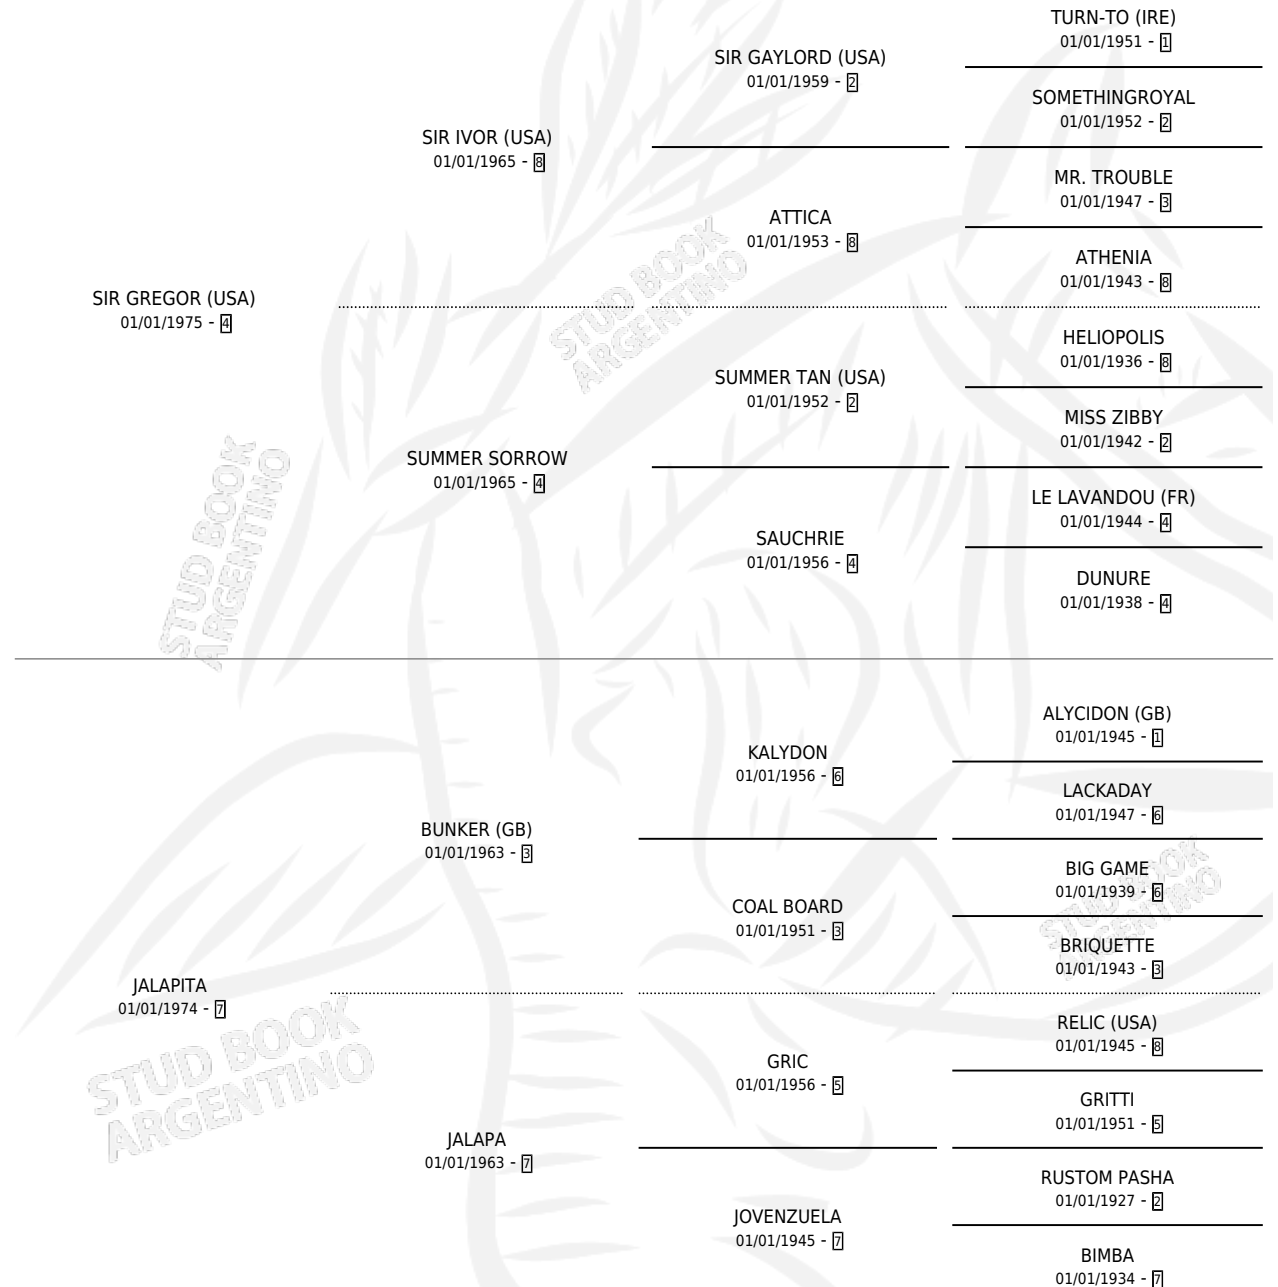 TURN-TO (IRE)
01/01/1951 - 1
SIR GAYLORD (USA)
01/01/1959 - 2
SOMETHINGROYAL
01/01/1952 - 2
SIR IVOR (USA)
01/01/1965 - 8
MR. TROUBLE
01/01/1947 - 3
ATTICA
01/01/1953 - 8
ATHENIA
01/01/1943 - 8
SIR GREGOR (USA)
01/01/1975 - 4
HELIOPOLIS
01/01/1936 - 8
SUMMER TAN (USA)
01/01/1952 - 2
MISS ZIBBY
01/01/1942 - 2
SUMMER SORROW
01/01/1965 - 4
LE LAVANDOU (FR)
01/01/1944 - 4
SAUCHRIE
01/01/1956 - 4
DUNURE
01/01/1938 - 4
STUD BOOK
ARGENTINO
STUD BOOK
ARGENTINO
ALYCIDON (GB)
01/01/1945 - 1
KALYDON
01/01/1956 - 6
LACKADAY
01/01/1947 - 6
BUNKER (GB)
01/01/1963 - 3
BIG GAME
01/01/1939 - 6
COAL BOARD
01/01/1951 - 3
BRIQUETTE
01/01/1943 - 3
JALAPITA
01/01/1974 - 7
RELIC (USA)
01/01/1945 - 8
GRIC
01/01/1956 - 5
GRITTI
01/01/1951 - 5
JALAPA
01/01/1963 - 7
RUSTOM PASHA
01/01/1927 - 2
JOVENZUELA
01/01/1945 - 7
BIMBA
01/01/1934 - 7
STUD BOOK
ARGENTINO
STUD BOOK
ARGENTINO